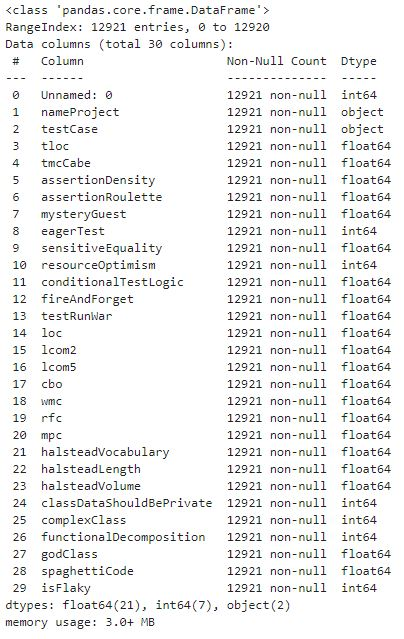 <class 'pandas.core.frame.DataFrame'>
RangeIndex: 12921 entries, 0 to 12920
Data columns (total 30 columns):
 #   Column                    Non-Null Count  Dtype
---  ------                    --------------  -----
 0   Unnamed: 0                12921 non-null  int64
 1   nameProject               12921 non-null  object
 2   testCase                  12921 non-null  object
 3   tloc                      12921 non-null  float64
 4   tmcCabe                   12921 non-null  float64
 5   assertionDensity          12921 non-null  float64
 6   assertionRoulette         12921 non-null  float64
 7   mysteryGuest              12921 non-null  float64
 8   eagerTest                 12921 non-null  int64
 9   sensitiveEquality         12921 non-null  float64
 10  resourceOptimism          12921 non-null  int64
 11  conditionalTestLogic      12921 non-null  float64
 12  fireAndForget             12921 non-null  float64
 13  testRunWar                12921 non-null  float64
 14  loc                       12921 non-null  float64
 15  lcom2                     12921 non-null  float64
 16  lcom5                     12921 non-null  float64
 17  cbo                       12921 non-null  float64
 18  wmc                       12921 non-null  float64
 19  rfc                       12921 non-null  float64
 20  mpc                       12921 non-null  float64
 21  halsteadVocabulary        12921 non-null  float64
 22  halsteadLength            12921 non-null  float64
 23  halsteadVolume            12921 non-null  float64
 24  classDataShouldBePrivate  12921 non-null  int64
 25  complexClass              12921 non-null  int64
 26  functionalDecomposition   12921 non-null  int64
 27  godClass                  12921 non-null  float64
 28  spaghettiCode             12921 non-null  float64
 29  isFlaky                   12921 non-null  int64
dtypes: float64(21), int64(7), object(2)
memory usage: 3.0+ MB